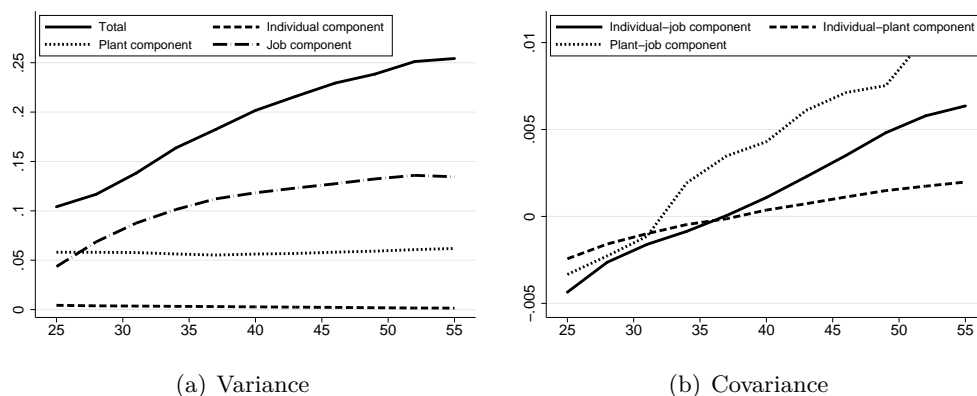 Total
Individual component
Plant component
Job component
.25
.2
.15
.1
.05
0
25 30 35 40 45 50 55
(a) Variance
Individual−job component
Individual−plant component
Plant−job component
.01
.005
0
−.005
25 30 35 40 45 50 55
(b) Covariance